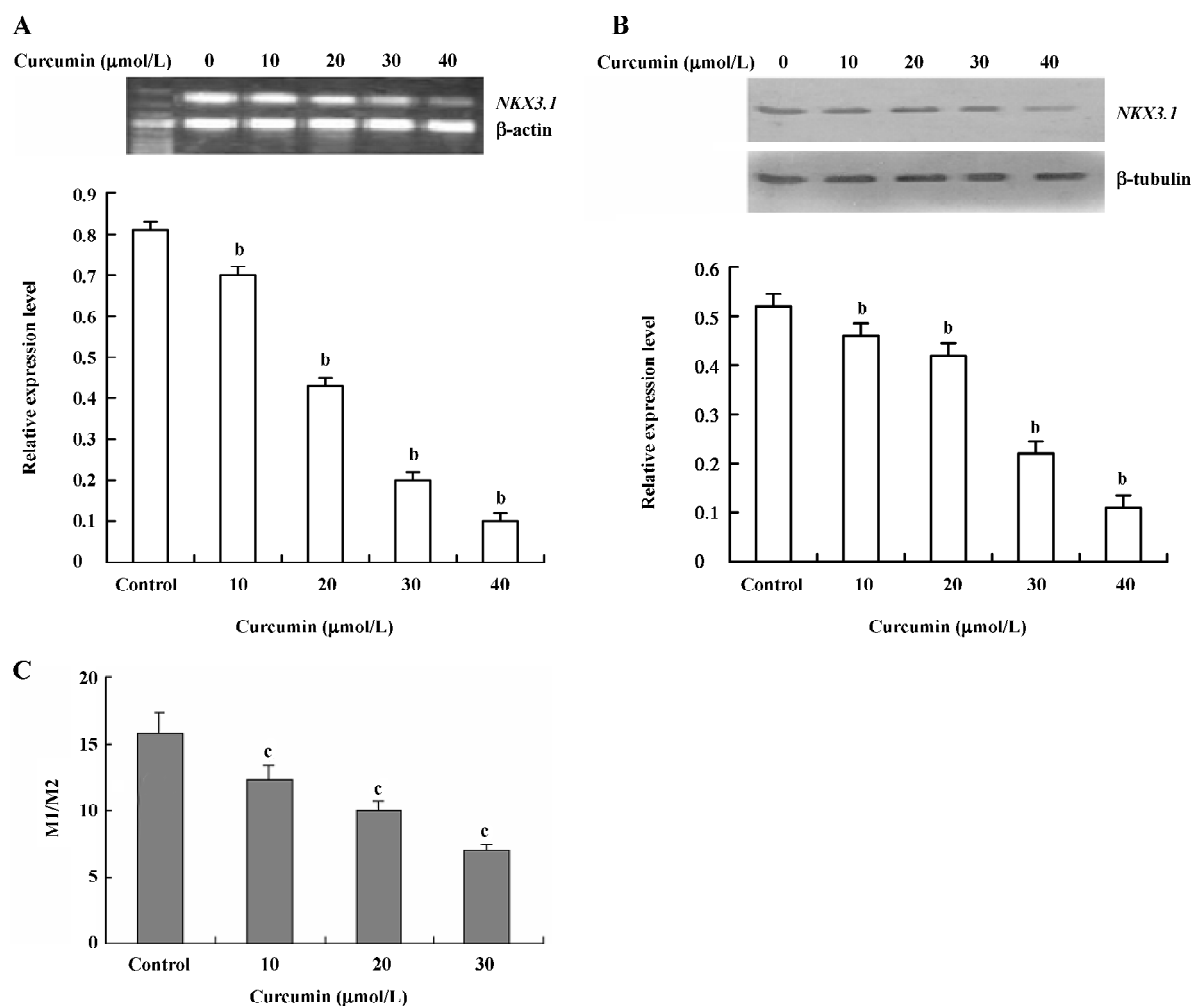 A
Curcumin (μmol/L) 0 10 20 30 40
NKX3.1
β-actin
0.9
0.8
0.7
0.6
0.5
0.4
0.3
0.2
0.1
0
Relative expression level
b
b
b
b
Control 10 20 30 40
Curcumin (μmol/L)
B
Curcumin (μmol/L) 0 10 20 30 40
NKX3.1
β-tubulin
0.6
0.5
0.4
0.3
0.2
0.1
0
Relative expression level
b
b
b
b
Control 10 20 30 40
Curcumin (μmol/L)
C
20
15
10
5
0
M1/M2
c
c
c
Control 10 20 30
Curcumin (μmol/L)